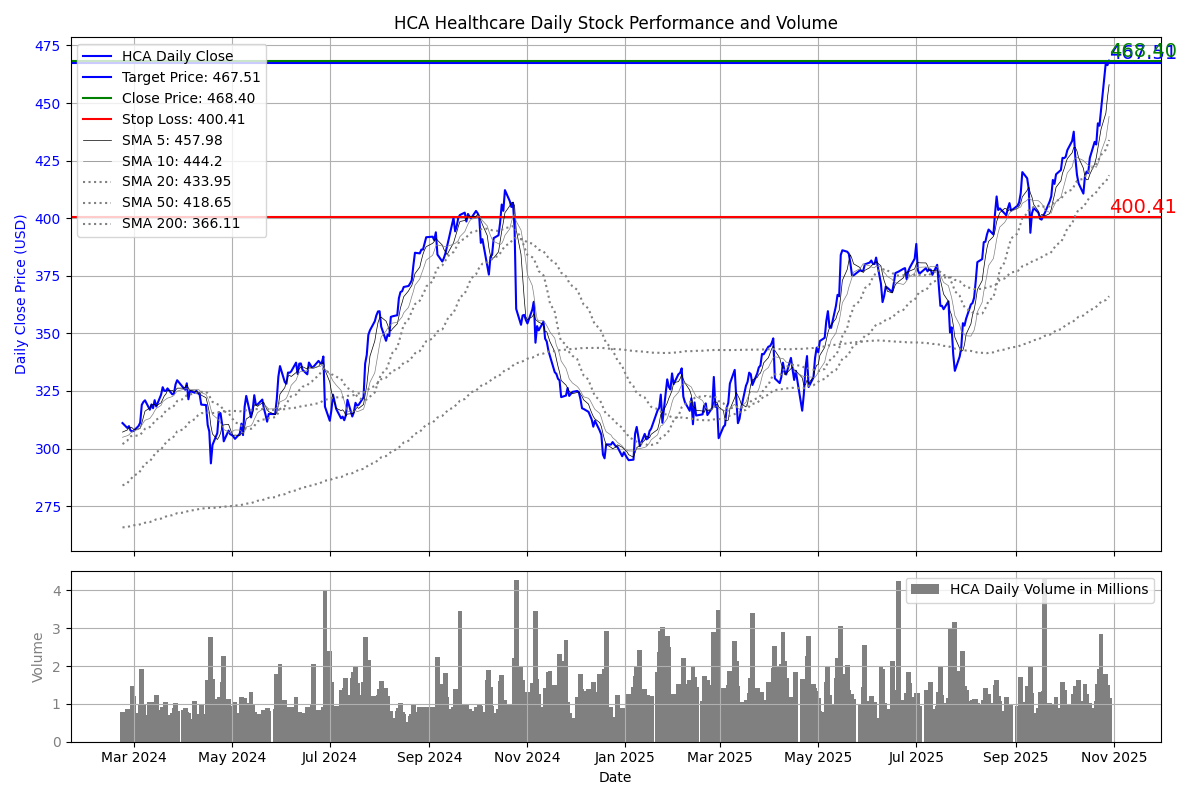 HCA Healthcare Daily Stock Performance and Volume
468.40
467.51
HCA Daily Close
Target Price: 467.51
Close Price: 468.40
Stop Loss: 400.41
SMA 5: 457.98
SMA 10: 444.2
SMA 20: 433.95
SMA 50: 418.65
SMA 200: 366.11
400.41
475
450
425
400
375
350
325
300
275
Daily Close Price (USD)
HCA Daily Volume in Millions
4
3
2
1
0
Volume
Mar 2024 May 2024 Jul 2024 Sep 2024 Nov 2024 Jan 2025 Mar 2025 May 2025 Jul 2025 Sep 2025 Nov 2025
Date